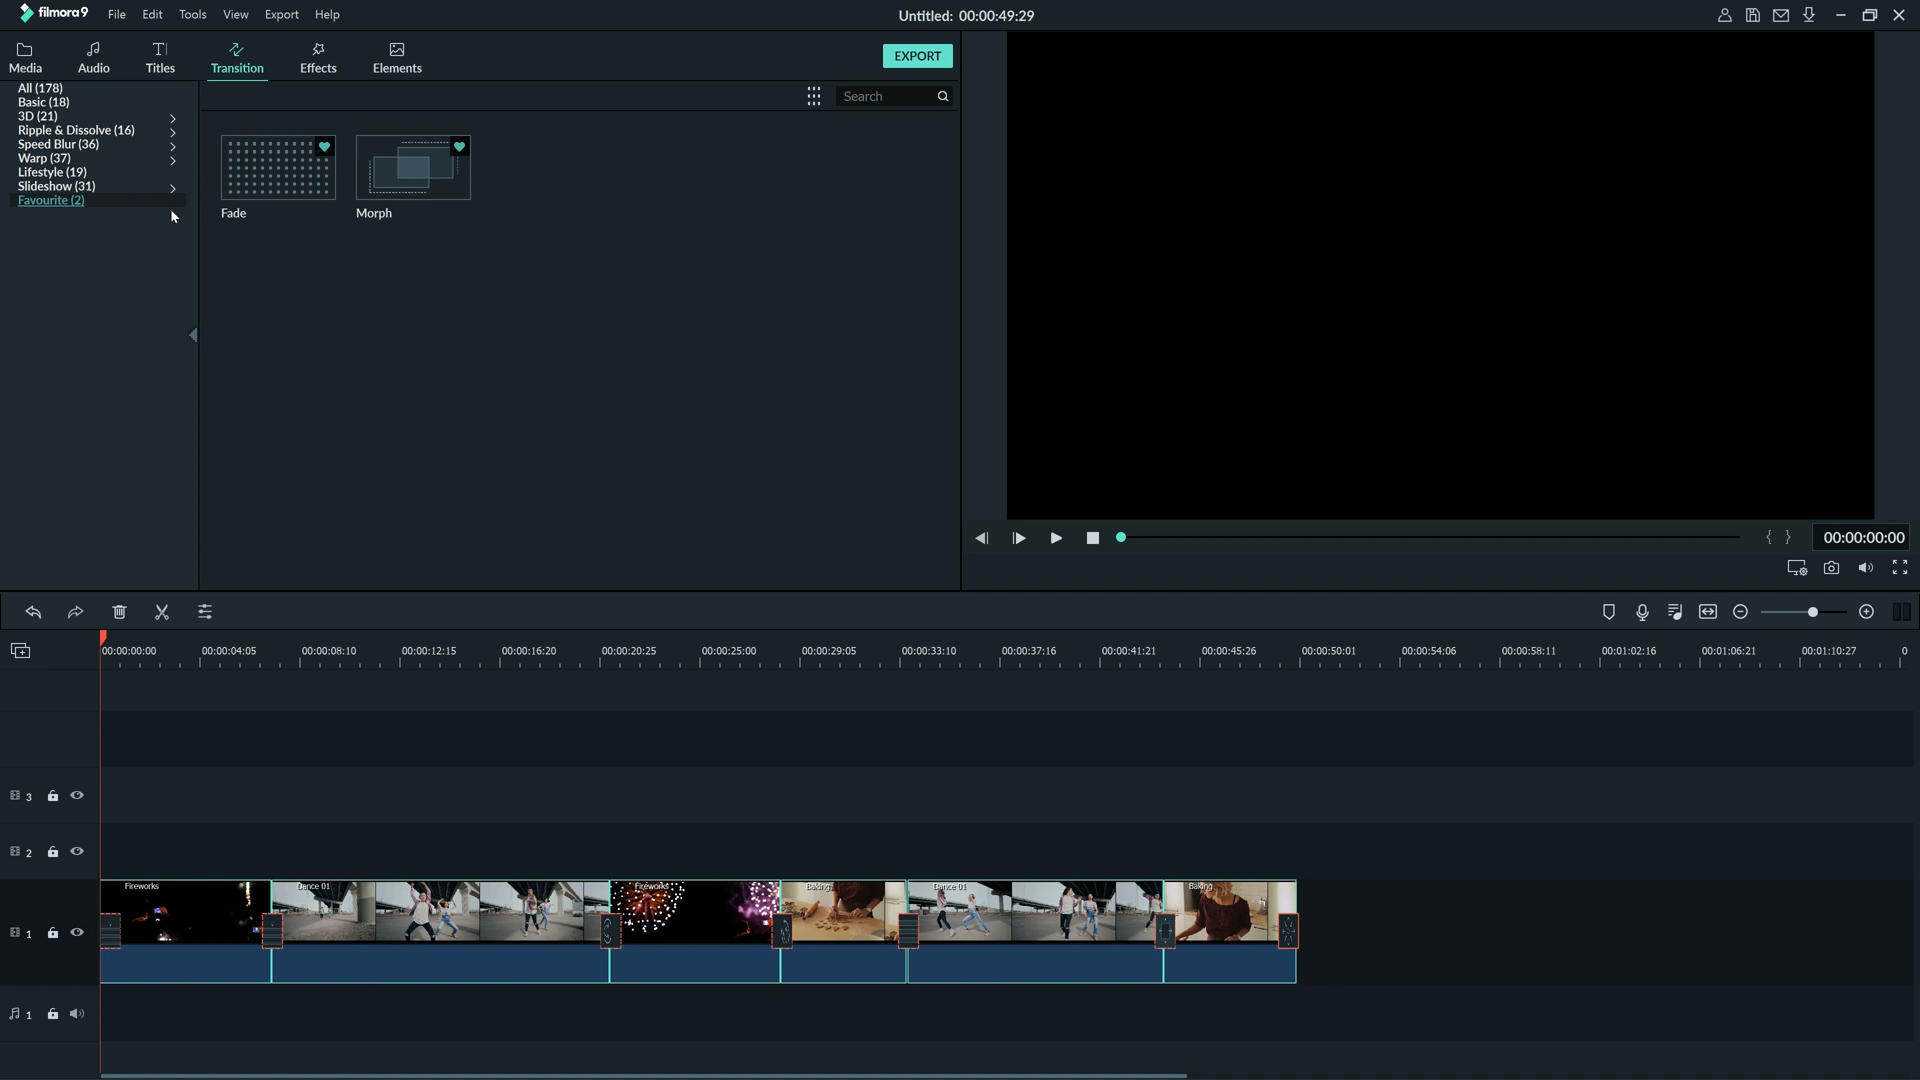 filmora9 File Edit Tools View Export Help Untitled: 00:00:49:29
Media Audio Titles Transition Effects Elements EXPORT
All (178)
Basic (18)
3D (21)
Ripple & Dissolve (16)
Speed Blur (36)
Warp (37)
Lifestyle (19)
Slideshow (31)
Favourite (2)
Search
Fade Morph
{ } 00:00:00:00
00:00:00:00 00:00:04:05 00:00:08:10 00:00:12:15 00:00:16:20 00:00:20:25 00:00:25:00 00:00:29:05 00:00:33:10 00:00:37:16 00:00:41:21 00:00:45:26 00:00:50:01 00:00:54:06 00:00:58:11 00:01:02:16 00:01:06:21 00:01:10:27 0
3
2
Fireworks Dance 01 Fireworks Baking Dance 01 Baking
1
1